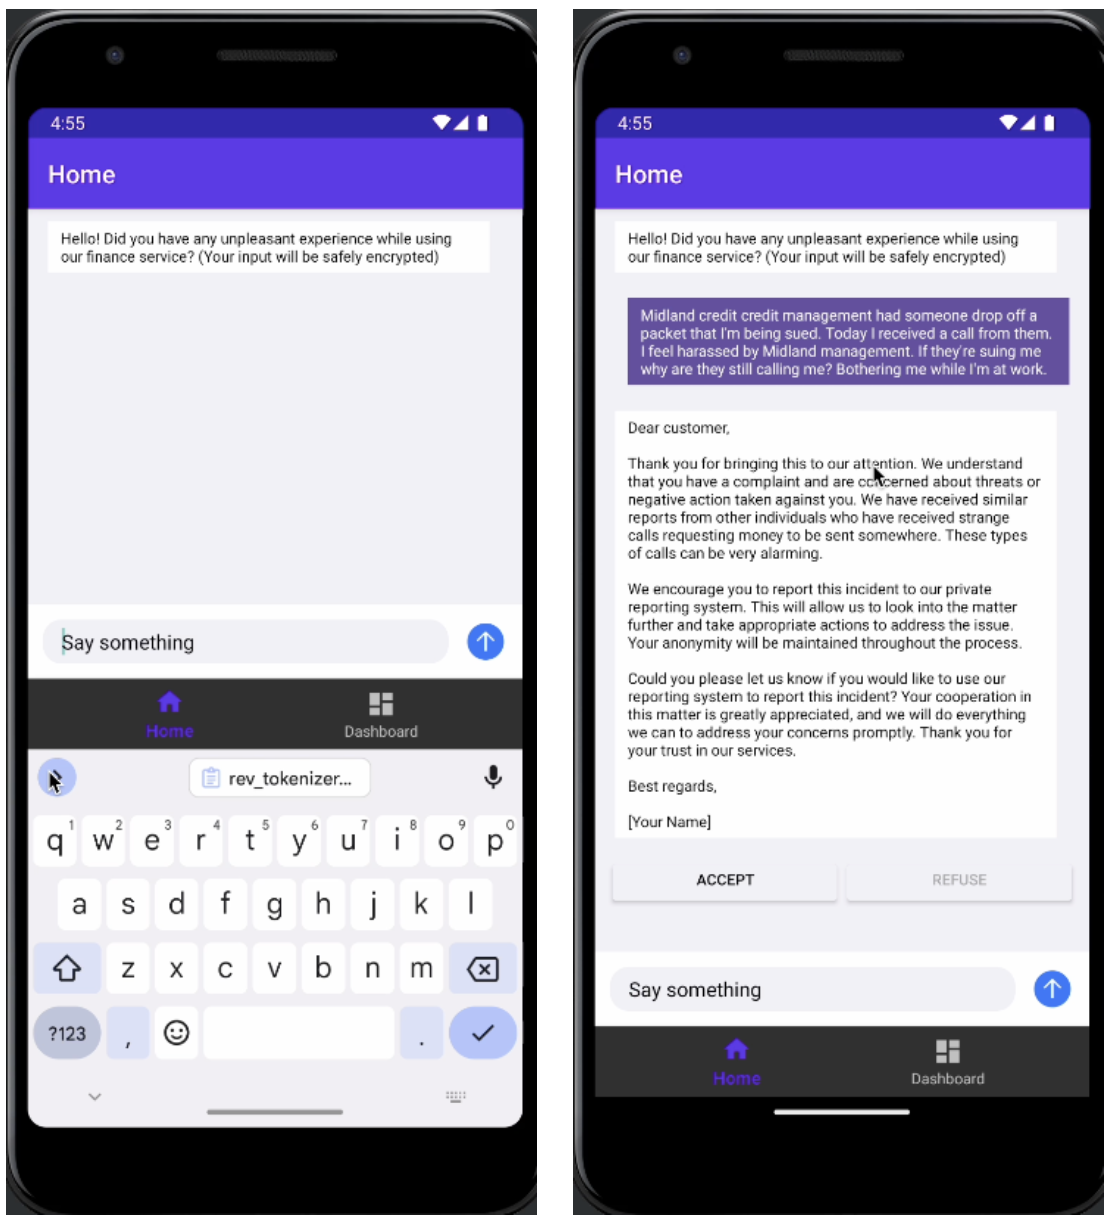 4:55
Home
Hello! Did you have any unpleasant experience while using
our finance service? (Your input will be safely encrypted)
Say something
Home
Dashboard
rev_tokenizer...
q1 w2 e3 r4 t5 y6 u7 i8 o9 p0
a s d f g h j k l
z x c v b n m
?123 , .
4:55
Home
Hello! Did you have any unpleasant experience while using
our finance service? (Your input will be safely encrypted)
Midland credit credit management had someone drop off a
packet that I'm being sued. Today I received a call from them.
I feel harassed by Midland management. If they're suing me
why are they still calling me? Bothering me while I'm at work.
Dear customer,
Thank you for bringing this to our attention. We understand
that you have a complaint and are concerned about threats or
negative action taken against you. We have received similar
reports from other individuals who have received strange
calls requesting money to be sent somewhere. These types
of calls can be very alarming.
We encourage you to report this incident to our private
reporting system. This will allow us to look into the matter
further and take appropriate actions to address the issue.
Your anonymity will be maintained throughout the process.
Could you please let us know if you would like to use our
reporting system to report this incident? Your cooperation in
this matter is greatly appreciated, and we will do everything
we can to address your concerns promptly. Thank you for
your trust in our services.
Best regards,
[Your Name]
ACCEPT
REFUSE
Say something
Home
Dashboard